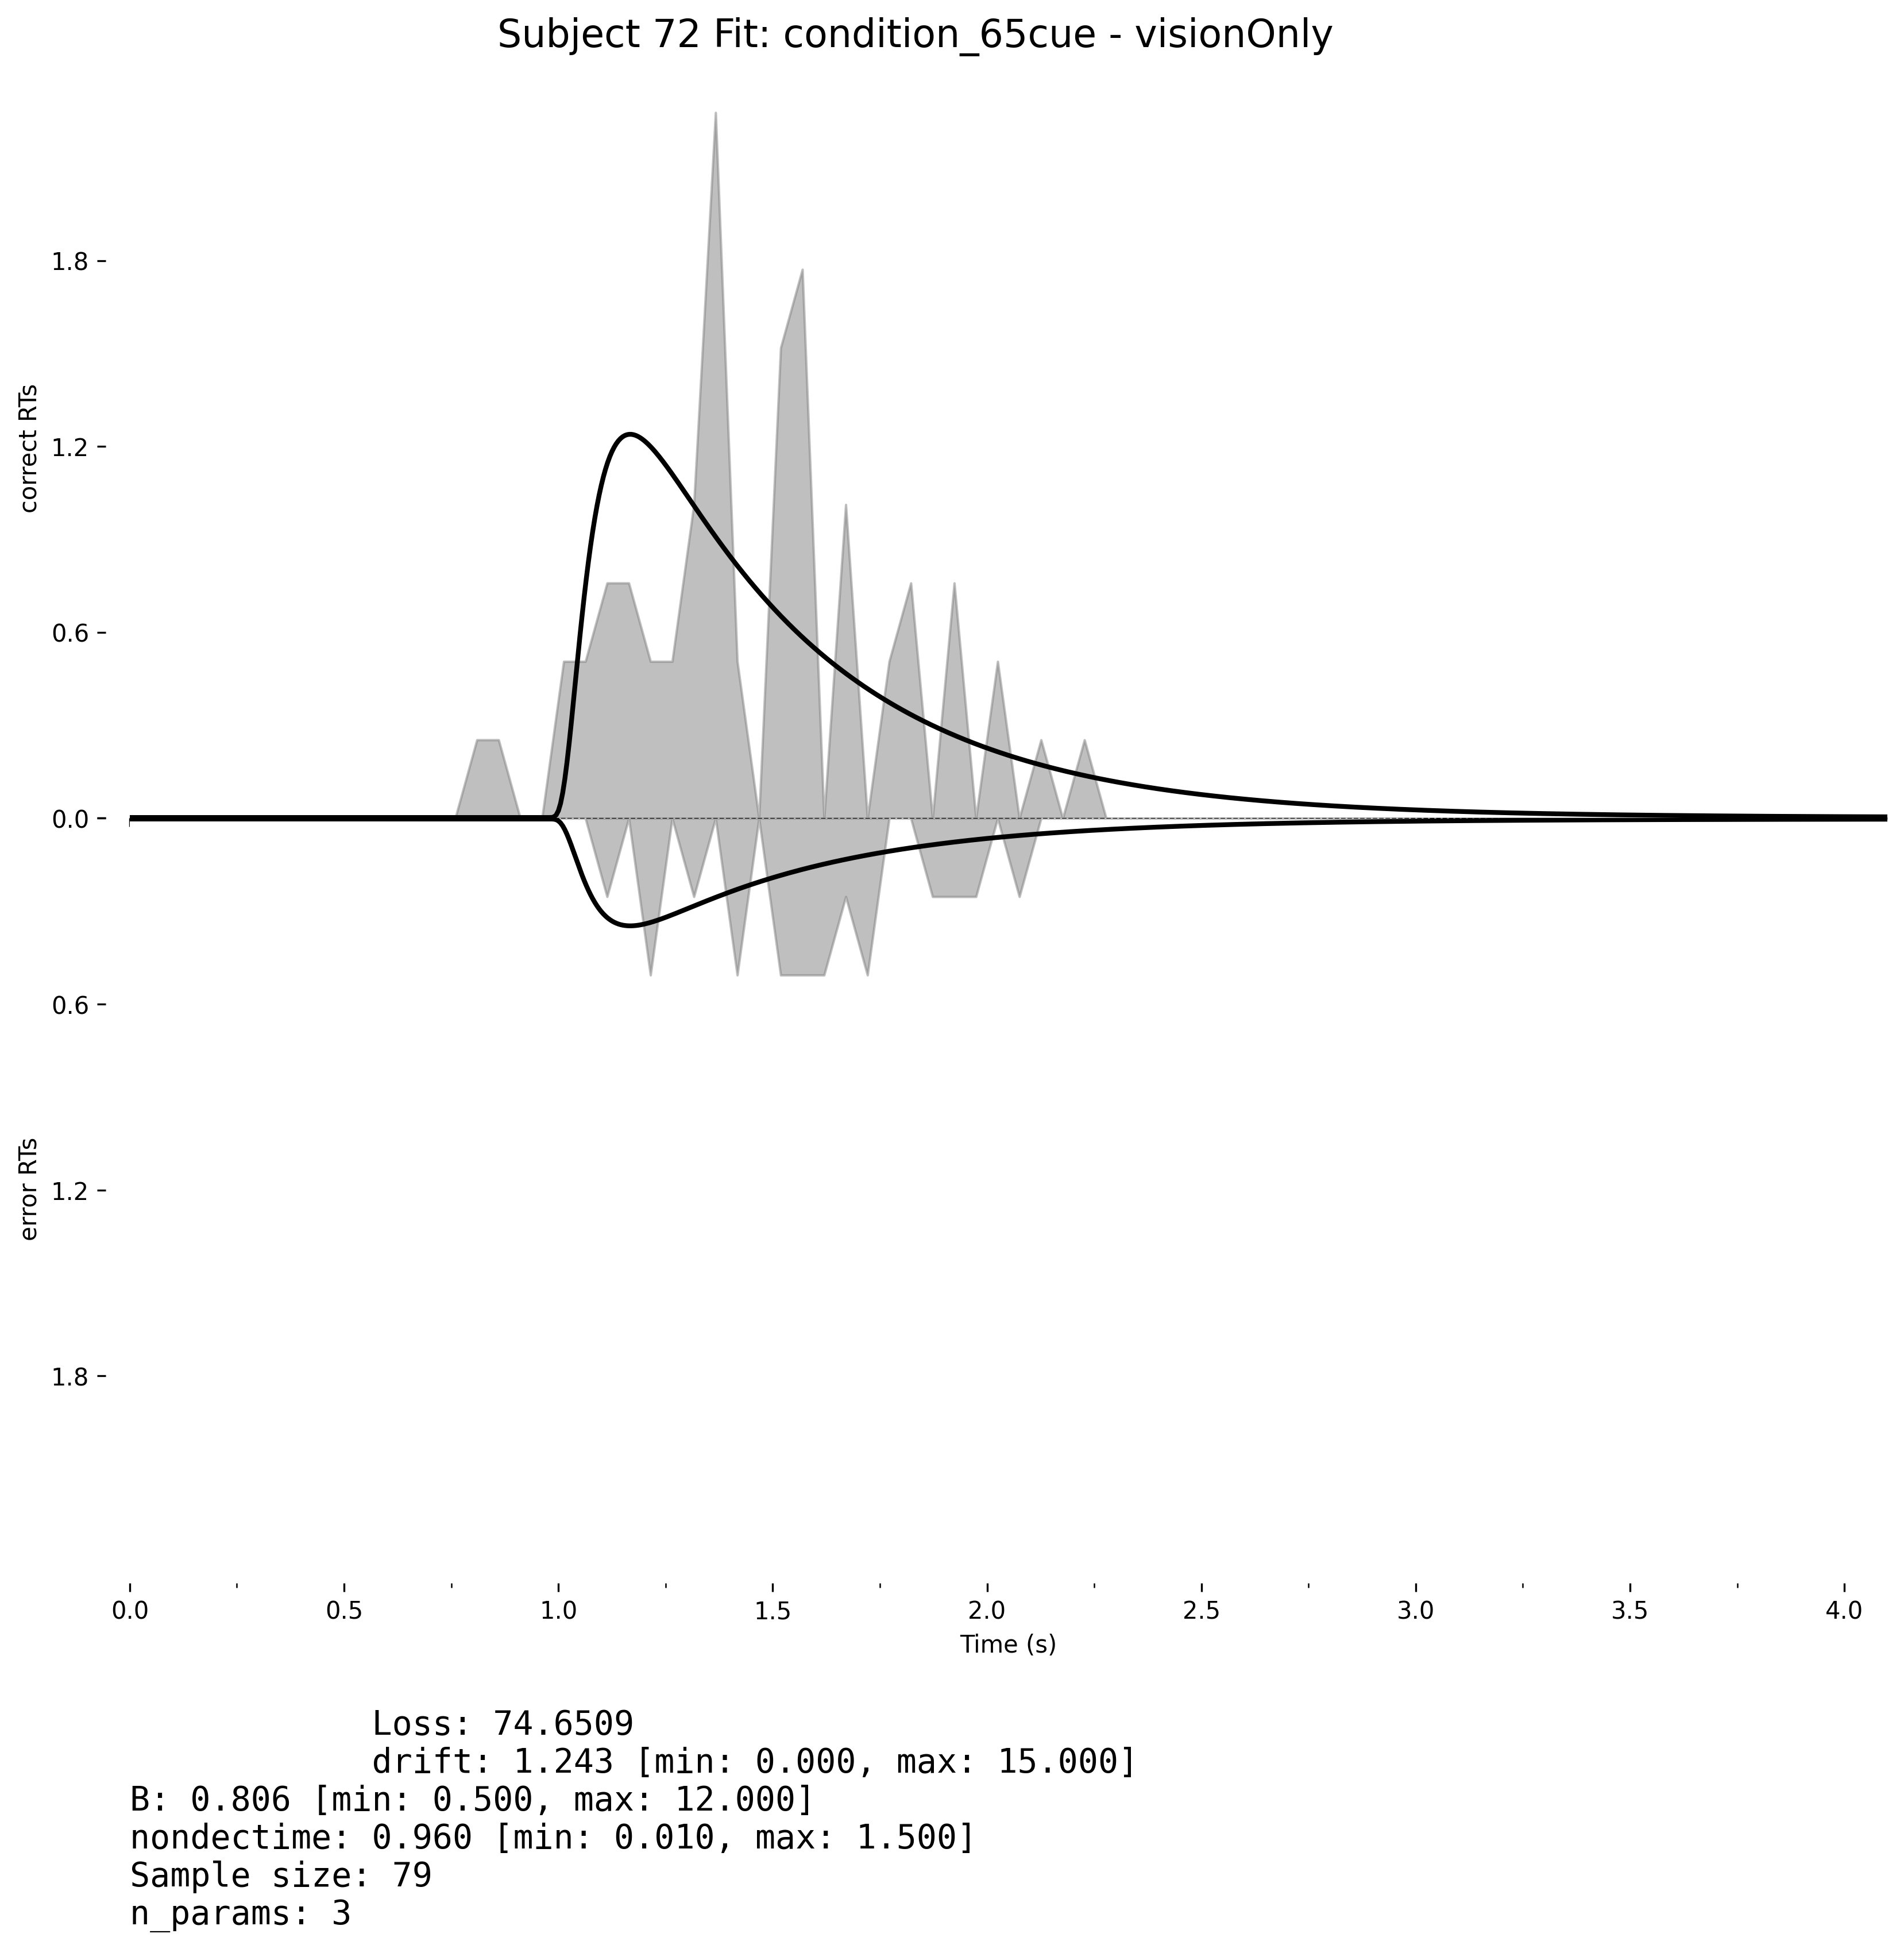 Subject 72 Fit: condition_65cue - visionOnly
correct RTs
1.8
1.2
0.6
0.0
0.6
1.2
1.8
error RTs
0.0 0.5 1.0 1.5 2.0 2.5 3.0 3.5 4.0
Time (s)
Loss: 74.6509
drift: 1.243 [min: 0.000, max: 15.000]
B: 0.806 [min: 0.500, max: 12.000]
nondectime: 0.960 [min: 0.010, max: 1.500]
Sample size: 79
n_params: 3